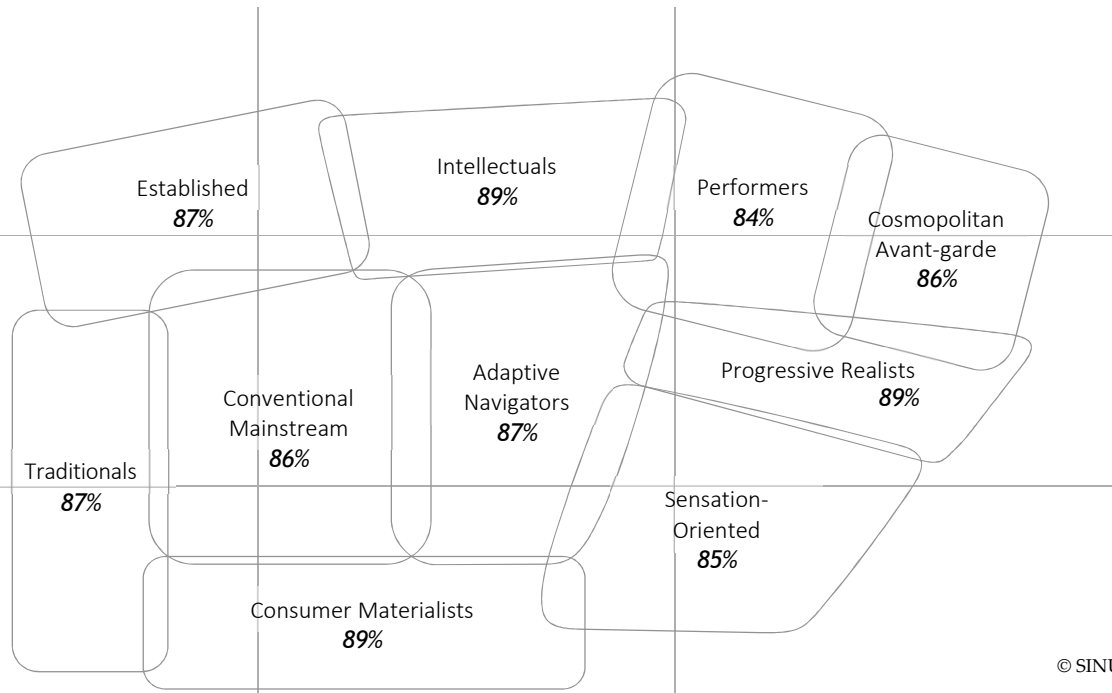 Established
87%
Intellectuals
89%
Performers
84%
Cosmopolitan
Avant-garde
86%
Progressive Realists
89%
Adaptive
Navigators
87%
Conventional
Mainstream
86%
Traditionals
87%
Sensation-
Oriented
85%
Consumer Materialists
89%
© SINU